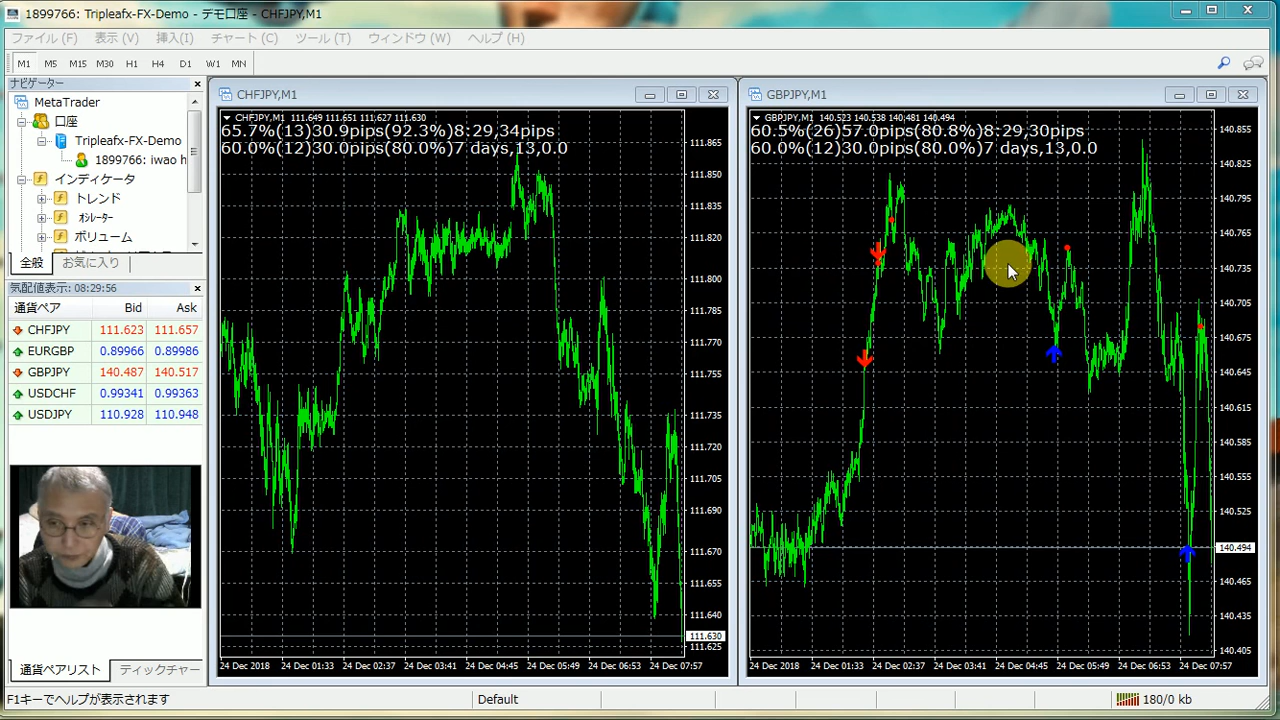 1899766: Tripleafx-FX-Demo - デモ口座 - CHFJPY,M1
ファイル (F) 表示 (V) 挿入(I) チャート (C) ツール (T) ウィンドウ (W) ヘルプ (H)
M1 M5 M15 M30 H1 H4 D1 W1 MN
ナビゲーター
MetaTrader
口座
Tripleafx-FX-Demo
1899766: iwao h
インディケータ
トレンド
オシレーター
ボリューム
全般 お気に入り
気配値表示: 08:29:56
通貨ペア Bid Ask
CHFJPY 111.623 111.657
EURGBP 0.89966 0.89986
GBPJPY 140.487 140.517
USDCHF 0.99341 0.99363
USDJPY 110.928 110.948
通貨ペアリスト ティックチャー
CHFJPY,M1
CHFJPY,M1 111.649 111.651 111.627 111.630
65.7%(13)30.9pips(92.3%)8:29,34pips
60.0%(12)30.0pips(80.0%)7 days,13,0.0
111.865
111.850
111.835
111.820
111.800
111.785
111.770
111.755
111.735
111.720
111.705
111.690
111.670
111.655
111.640
111.630
111.625
24 Dec 2018 24 Dec 01:33 24 Dec 02:37 24 Dec 03:41 24 Dec 04:45 24 Dec 05:49 24 Dec 06:53 24 Dec 07:57
GBPJPY,M1
GBPJPY,M1 140.523 140.538 140.481 140.494
60.5%(26)57.0pips(80.8%)8:29,30pips
60.0%(12)30.0pips(80.0%)7 days,13,0.0
140.855
140.825
140.795
140.765
140.735
140.705
140.675
140.645
140.615
140.585
140.555
140.525
140.494
140.465
140.435
140.405
24 Dec 2018 24 Dec 01:33 24 Dec 02:37 24 Dec 03:41 24 Dec 04:45 24 Dec 05:49 24 Dec 06:53 24 Dec 07:57
F1キーでヘルプが表示されます Default 180/0 kb